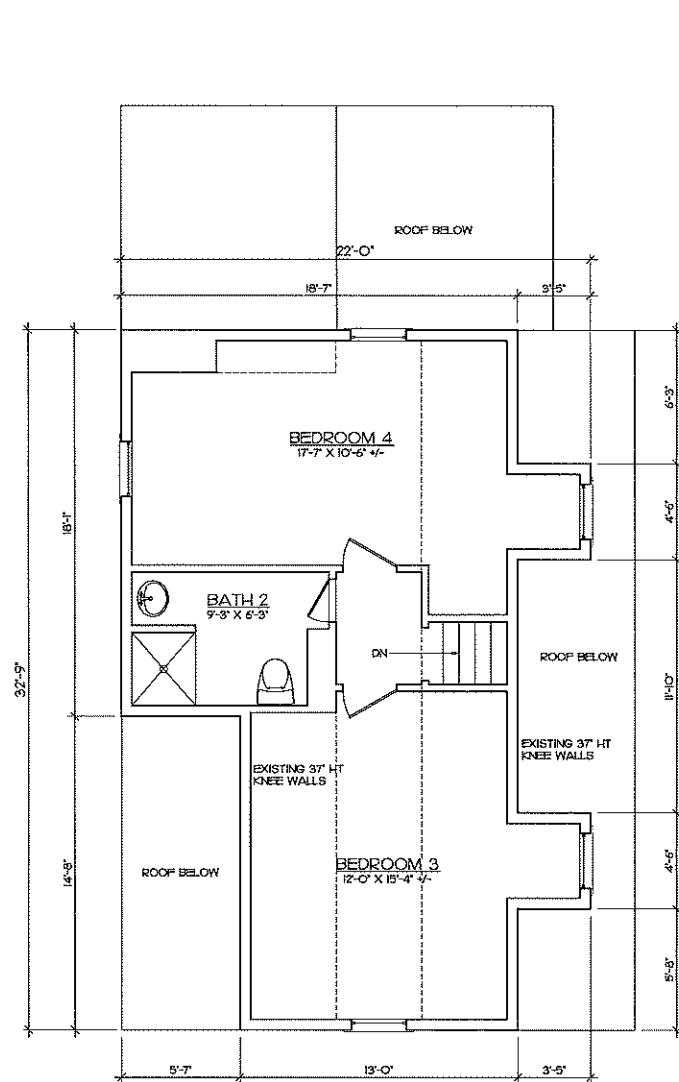 ROOF BELOW
22'-0"
18'-7"
3'-5"
6'-3"
BEDROOM 4
17'-7" X 10'-6" +/-
4'-6"
18'-1"
BATH 2
9'-3" X 6'-3"
DN
ROOF BELOW
32'-9"
11'-10"
EXISTING 37" HT
KNEE WALLS
EXISTING 37" HT
KNEE WALLS
BEDROOM 3
12'-0" X 15'-4" +/-
ROOF BELOW
14'-8"
4'-6"
5'-8"
5'-7"
13'-0"
3'-5"